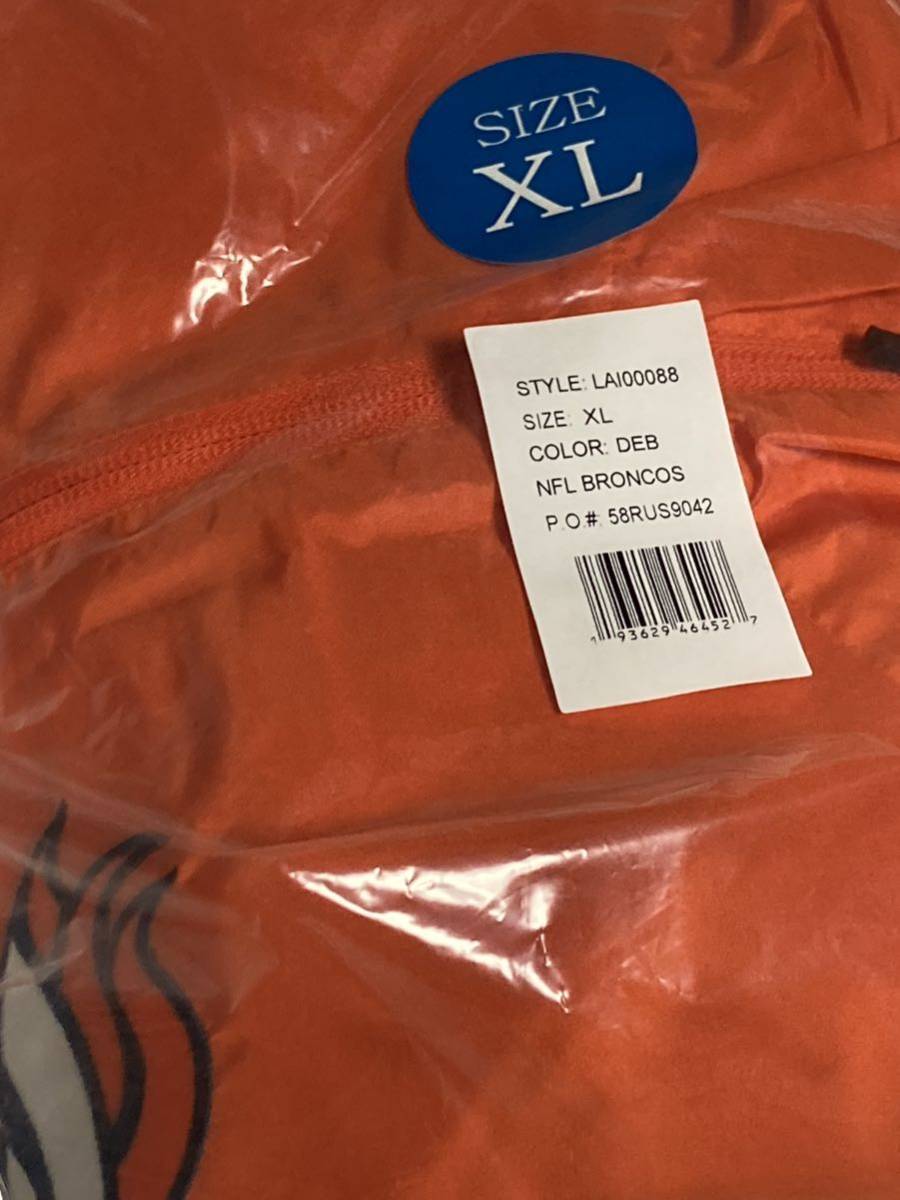 SIZE
XL
STYLE: LAI00088
SIZE: XL
COLOR: DEB
NFL BRONCOS
P.O.#: 58RUS9042
1 93629 46452 7